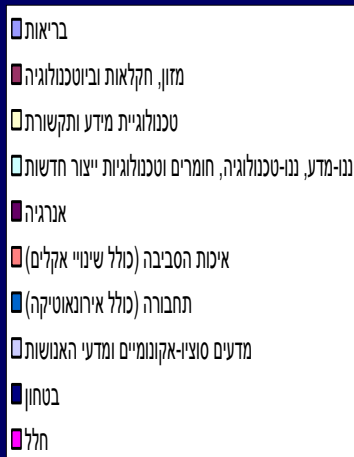 בריאות
מזון, חקלאות וביוטכנולוגיה
טכנולוגיית מידע ותקשורת
ננו-מדע, ננו-טכנולוגיה, חומרים וטכנולוגיות ייצור חדשות
אנרגיה
איכות הסביבה (כולל שינויי אקלים)
תחבורה (כולל אירונאוטיקה)
מדעים סוציו-אקונומיים ומדעי האנושות
בטחון
חלל